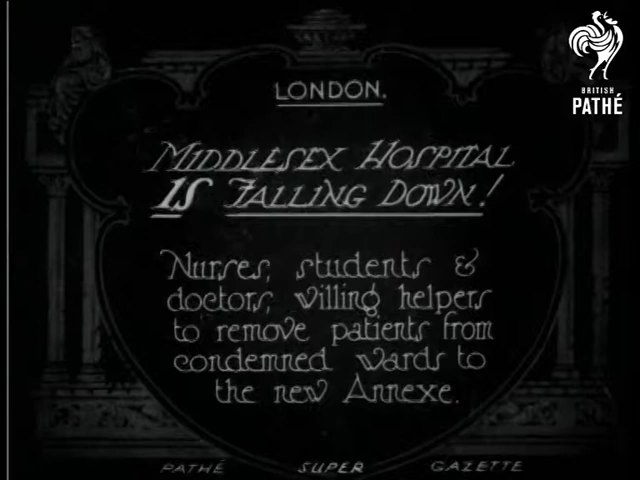 BRITISH
PATHÉ
LONDON.
MIDDLESEX HOSPITAL
IS FALLING DOWN!
Nurses, students &
doctors, willing helpers
to remove patients from
condemned wards to
the new Annexe.
PATHÉ SUPER GAZETTE